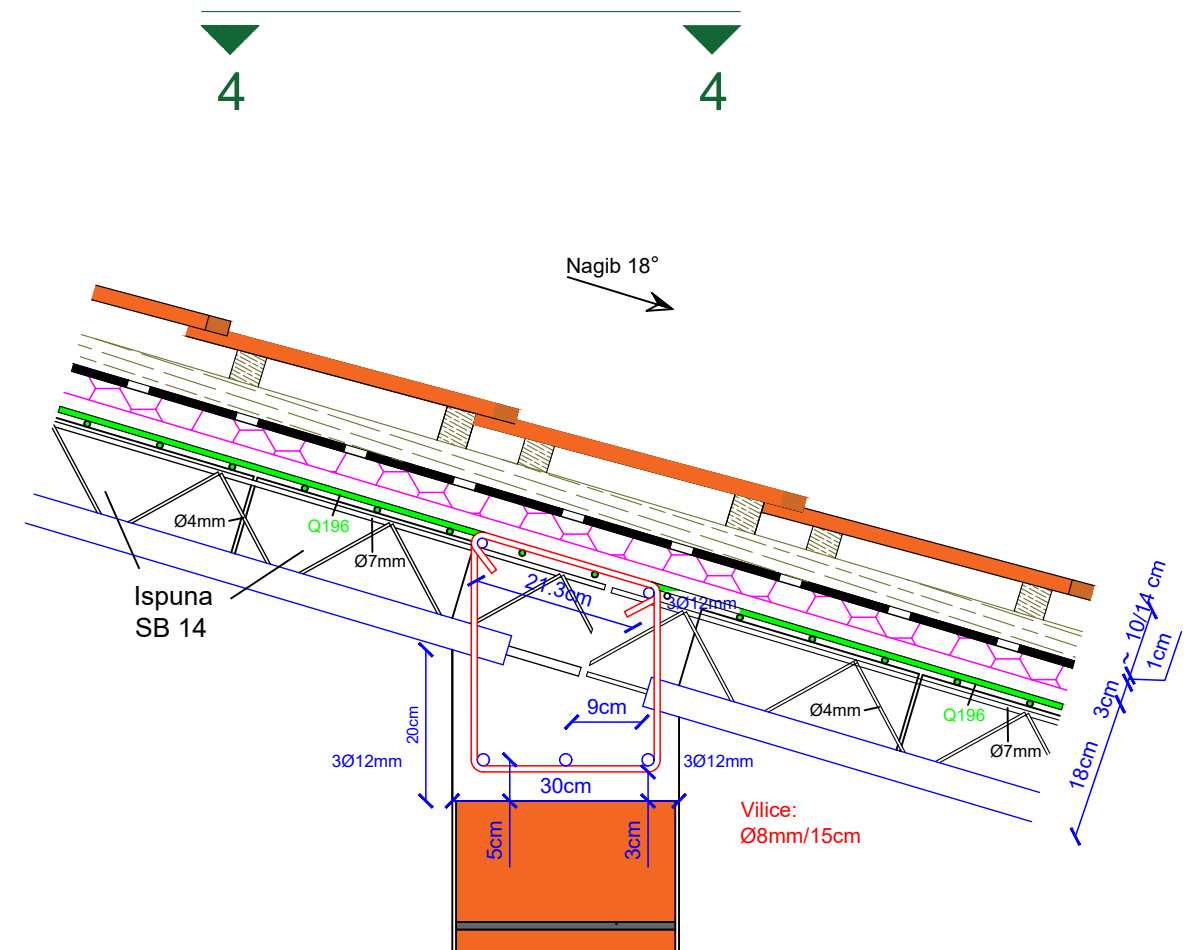 4
4
Nagib 18°
Ø4mm
Q196
Ø7mm
Ispuna
SB 14
21.3cm
3Ø12mm
~ 10/14 cm
1cm
3cm
18cm
9cm
20cm
Ø4mm
Q196
Ø7mm
3Ø12mm
3Ø12mm
30cm
5cm
3cm
Vilice:
Ø8mm/15cm